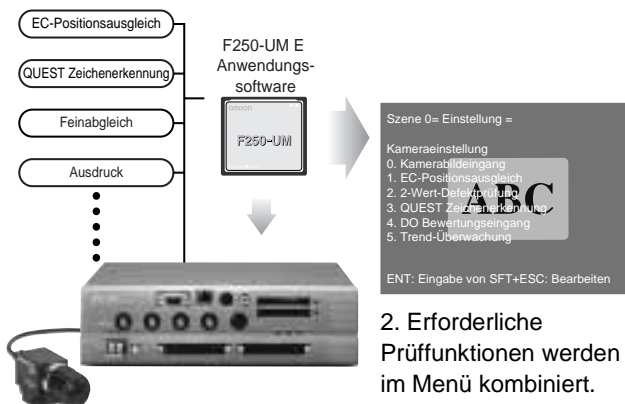 EC-Positionsausgleich
QUEST Zeichenerkennung
Feinabgleich
Ausdruck
F250-UM E
Anwendungs-
software
omron
F250-UM
Szene 0= Einstellung =
Kameraeinstellung
0. Kamerabildeingang
1. EC-Positionsausgleich
2. 2-Wert-Defektprüfung
3. QUEST Zeichenerkennung
4. DO Bewertungseingang
5. Trend-Überwachung
ABC
ENT: Eingabe von SFT+ESC: Bearbeiten
2. Erforderliche
Prüffunktionen werden
im Menü kombiniert.